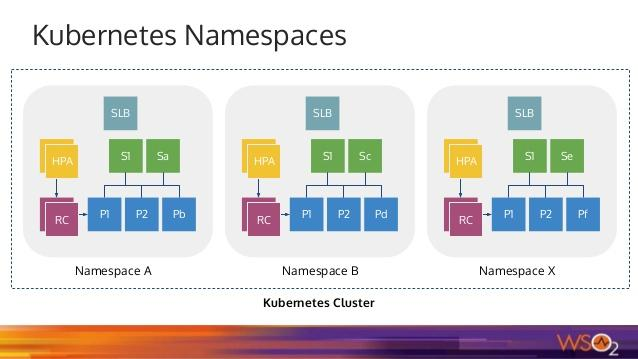 Kubernetes Namespaces
SLB
SLB
SLB
HPA
S1
Sa
HPA
S1
Sc
HPA
S1
Se
RC
P1
P2
Pb
RC
P1
P2
Pd
RC
P1
P2
Pf
Namespace A
Namespace B
Namespace X
Kubernetes Cluster
WSO2